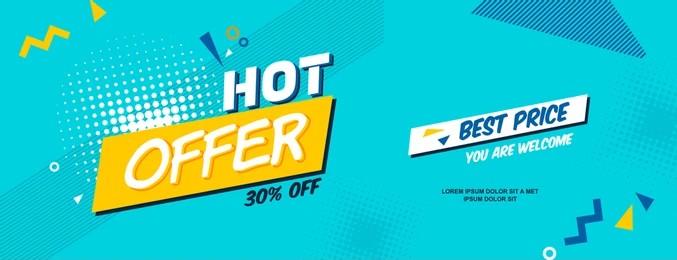 HOT
OFFER
30% OFF
BEST PRICE
YOU ARE WELCOME
LOREM IPSUM DOLOR SIT A MET
IPSUM DOLOR SIT